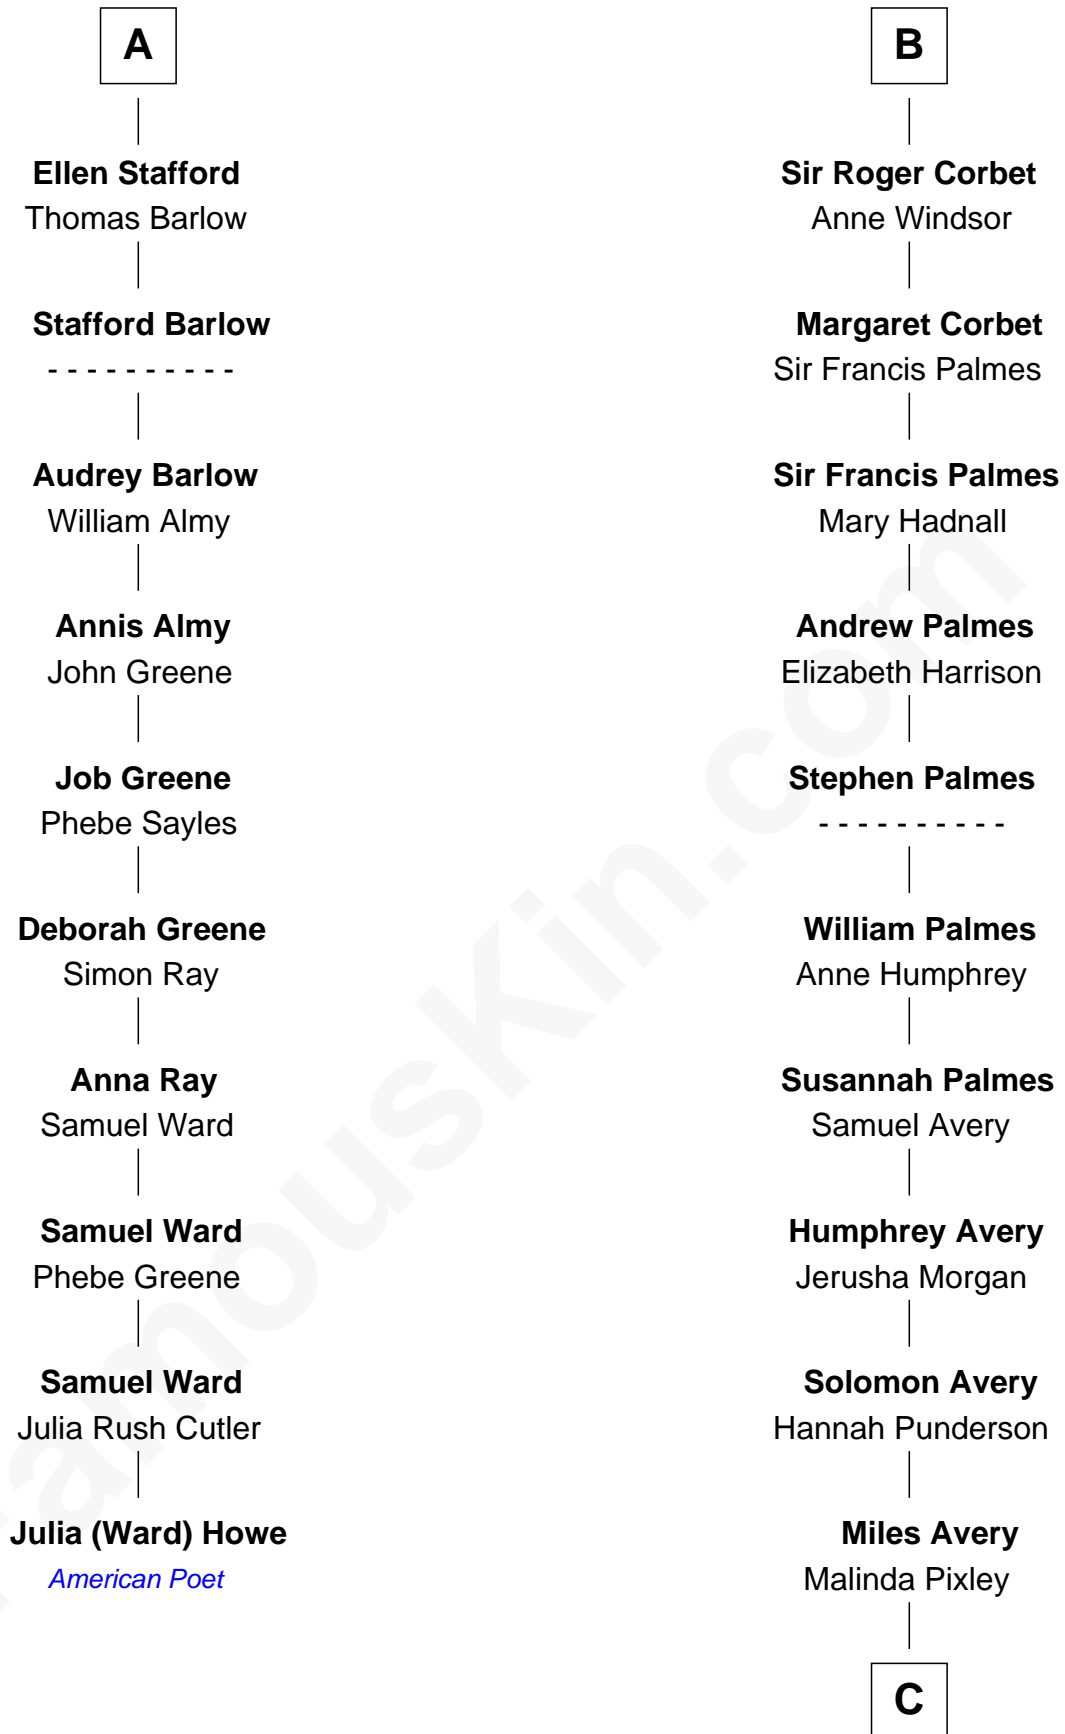 A
Ellen Stafford
Thomas Barlow
Stafford Barlow
- - - - - - - - - -
Audrey Barlow
William Almy
Annis Almy
John Greene
Job Greene
Phebe Sayles
Deborah Greene
Simon Ray
Anna Ray
Samuel Ward
Samuel Ward
Phebe Greene
Samuel Ward
Julia Rush Cutler
Julia (Ward) Howe
American Poet
B
Sir Roger Corbet
Anne Windsor
Margaret Corbet
Sir Francis Palmes
Sir Francis Palmes
Mary Hadnall
Andrew Palmes
Elizabeth Harrison
Stephen Palmes
- - - - - - - - - -
William Palmes
Anne Humphrey
Susannah Palmes
Samuel Avery
Humphrey Avery
Jerusha Morgan
Solomon Avery
Hannah Punderson
Miles Avery
Malinda Pixley
C
FamousKin.com